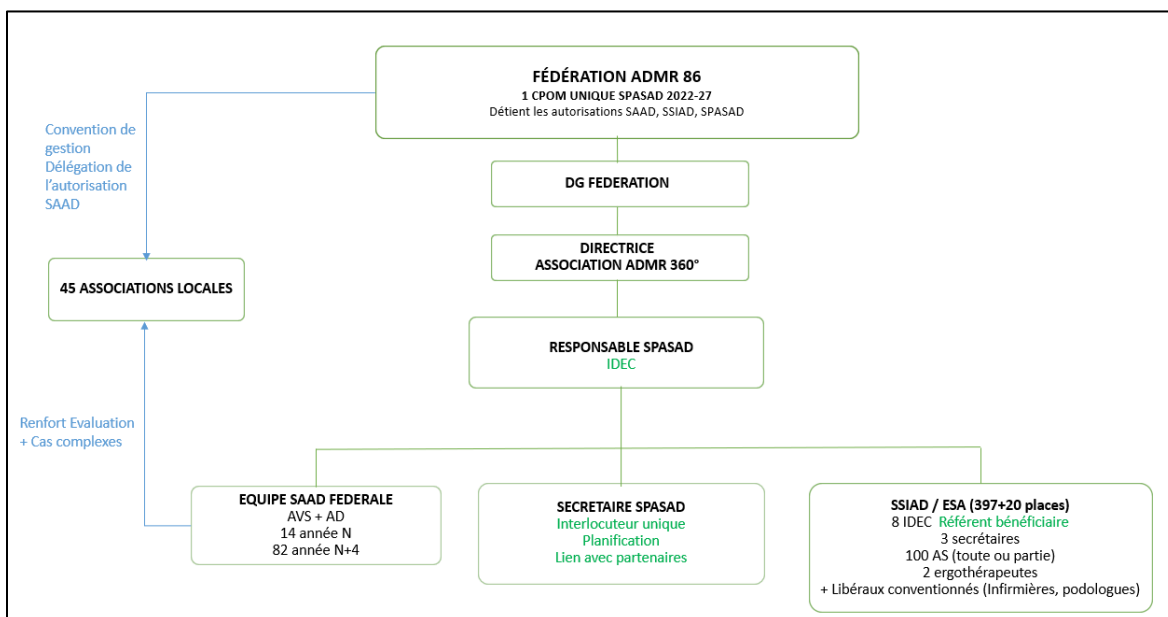 FÉDÉRATION ADMR 86
1 CPOM UNIQUE SPASAD 2022-27
Détient les autorisations SAAD, SSIAD, SPASAD
Convention de
gestion
Délégation de
l’autorisation
SAAD
DG FEDERATION
DIRECTRICE
ASSOCIATION ADMR 360°
45 ASSOCIATIONS LOCALES
RESPONSABLE SPASAD
IDEC
Renfort Evaluation
+ Cas complexes
EQUIPE SAAD FEDERALE
AVS + AD
14 année N
82 année N+4
SECRETAIRE SPASAD
Interlocuteur unique
Planification
Lien avec partenaires
SSIAD / ESA (397+20 places)
8 IDEC Référent bénéficiaire
3 secrétaires
100 AS (toute ou partie)
2 ergothérapeutes
+ Libéraux conventionnés (Infirmières, podologues)